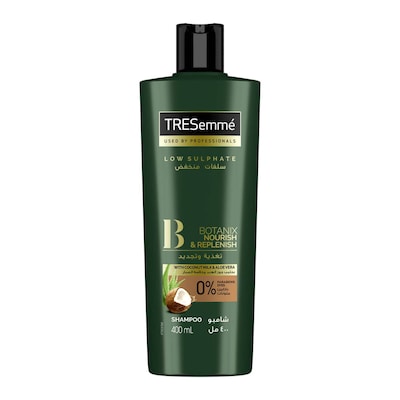 TRESemmé
USED BY PROFESSIONALS
LOW SULPHATE
سلفات منخفض
B
BOTANIX
NOURISH
& REPLENISH
تغذية وتجديد
WITH COCONUT MILK & ALOE VERA
0%
SHAMPOO
شامبو
400 mL
٤٠٠ مل